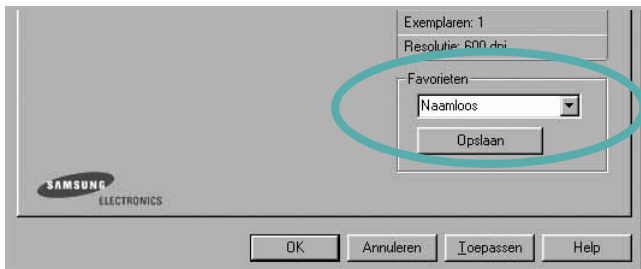 Exemplaren: 1
Resolutie: 600 dpi
Favorieten
Naamloos
Opslaan
SAMSUNG
ELECTRONICS
OK Annuleren Toepassen Help